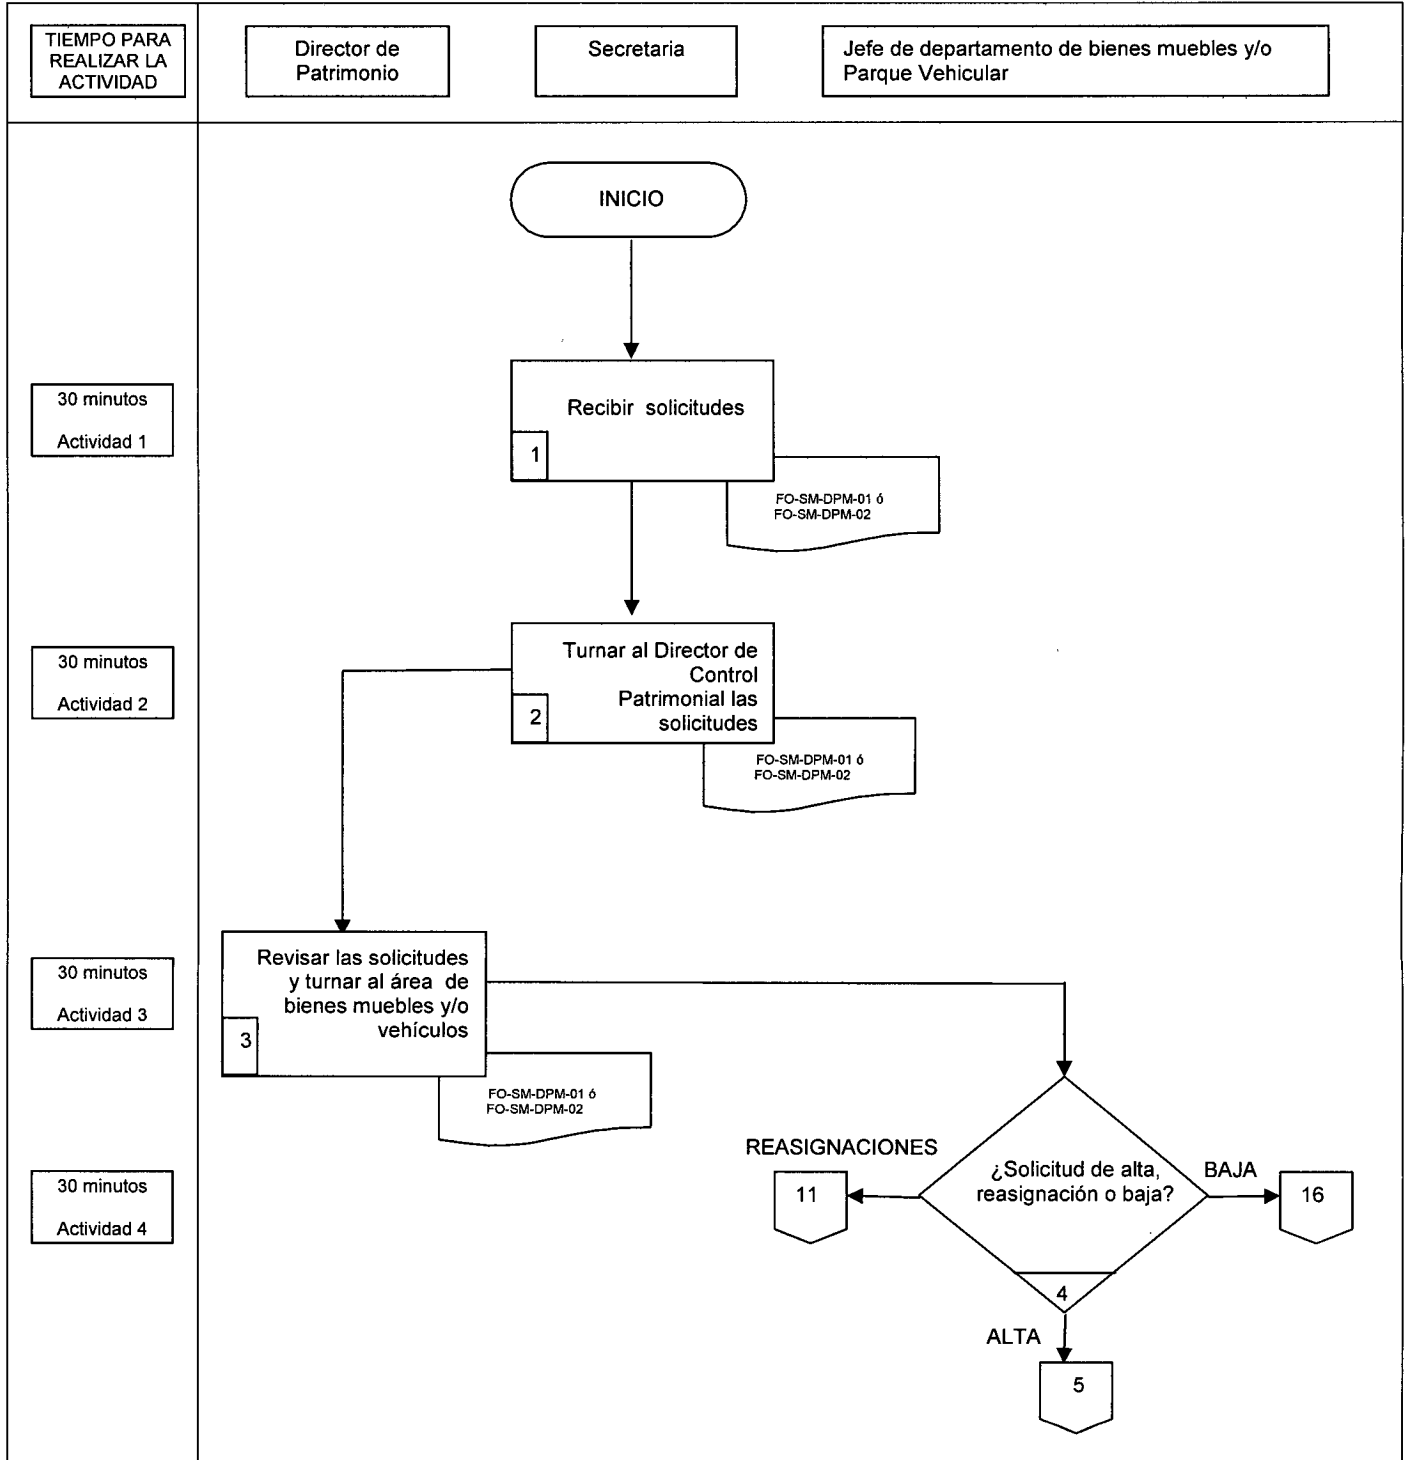 TIEMPO PARA
REALIZAR LA
ACTIVIDAD
Director de
Patrimonio
Secretaria
Jefe de departamento de bienes muebles y/o
Parque Vehicular
INICIO
30 minutos
Actividad 1
Recibir solicitudes
1
FO-SM-DPM-01 ó
FO-SM-DPM-02
30 minutos
Actividad 2
Turnar al Director de
Control
Patrimonial las
solicitudes
2
FO-SM-DPM-01 ó
FO-SM-DPM-02
30 minutos
Actividad 3
Revisar las solicitudes
y turnar al área de
bienes muebles y/o
vehículos
3
FO-SM-DPM-01 ó
FO-SM-DPM-02
30 minutos
Actividad 4
REASIGNACIONES
11
¿Solicitud de alta,
reasignación o baja?
BAJA
16
4
ALTA
5